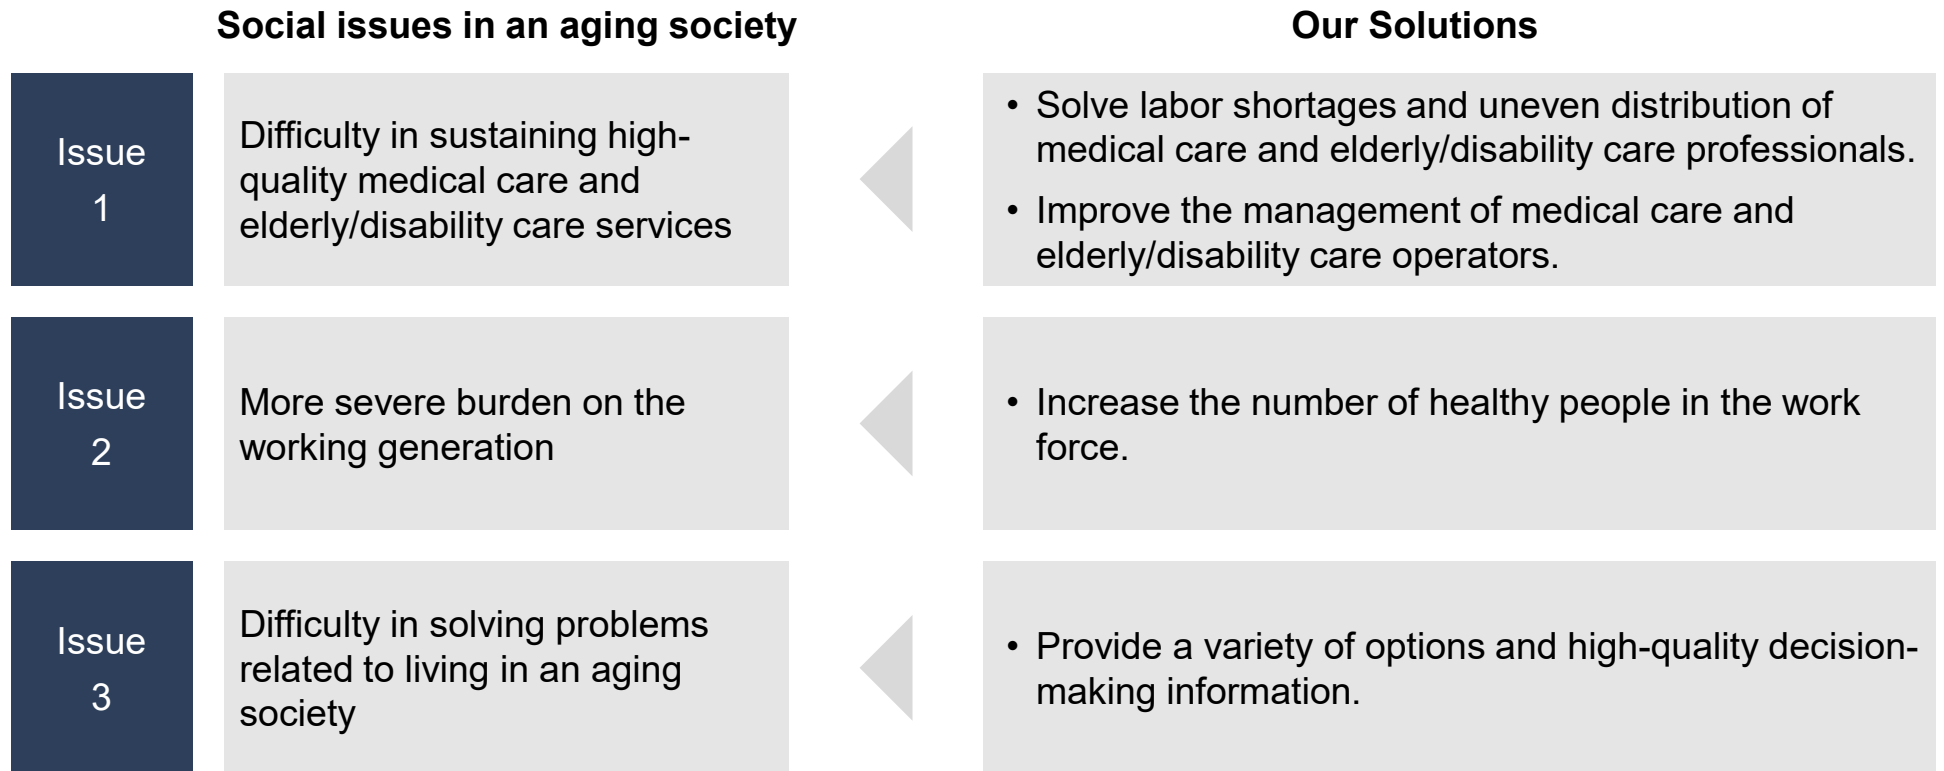 Social issues in an aging society
Our Solutions
Issue
1
Difficulty in sustaining high-
quality medical care and
elderly/disability care services
• Solve labor shortages and uneven distribution of
medical care and elderly/disability care professionals.
• Improve the management of medical care and
elderly/disability care operators.
Issue
2
More severe burden on the
working generation
• Increase the number of healthy people in the work
force.
Issue
3
Difficulty in solving problems
related to living in an aging
society
• Provide a variety of options and high-quality decision-
making information.